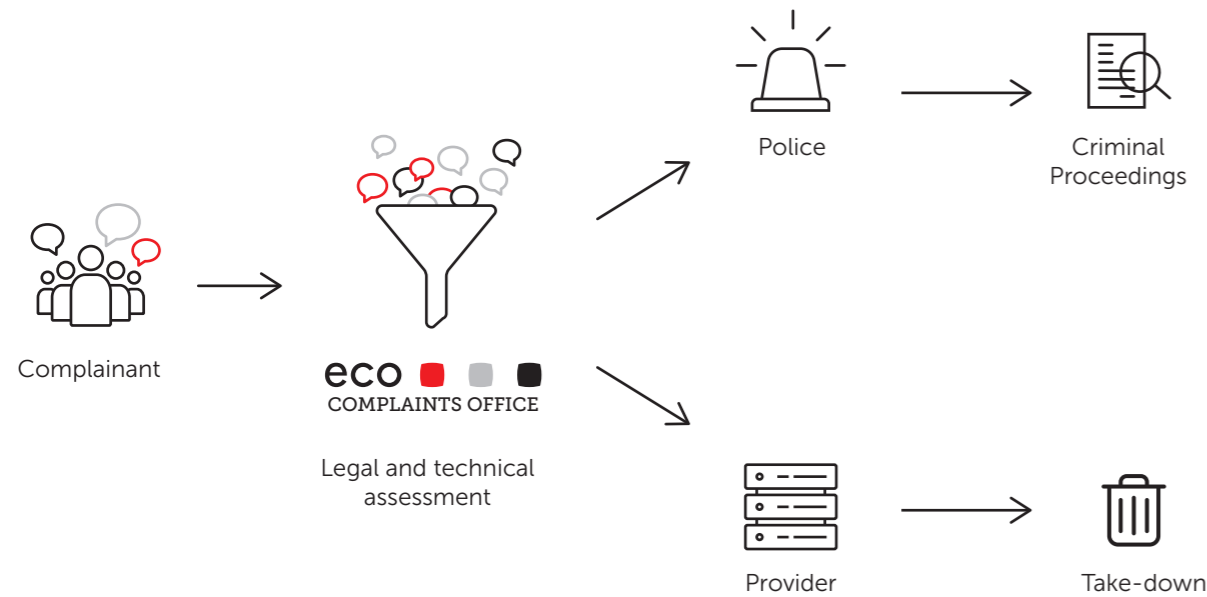 Complainant
eco
COMPLAINTS OFFICE
Legal and technical
assessment
Police
Criminal
Proceedings
Provider
Take-down